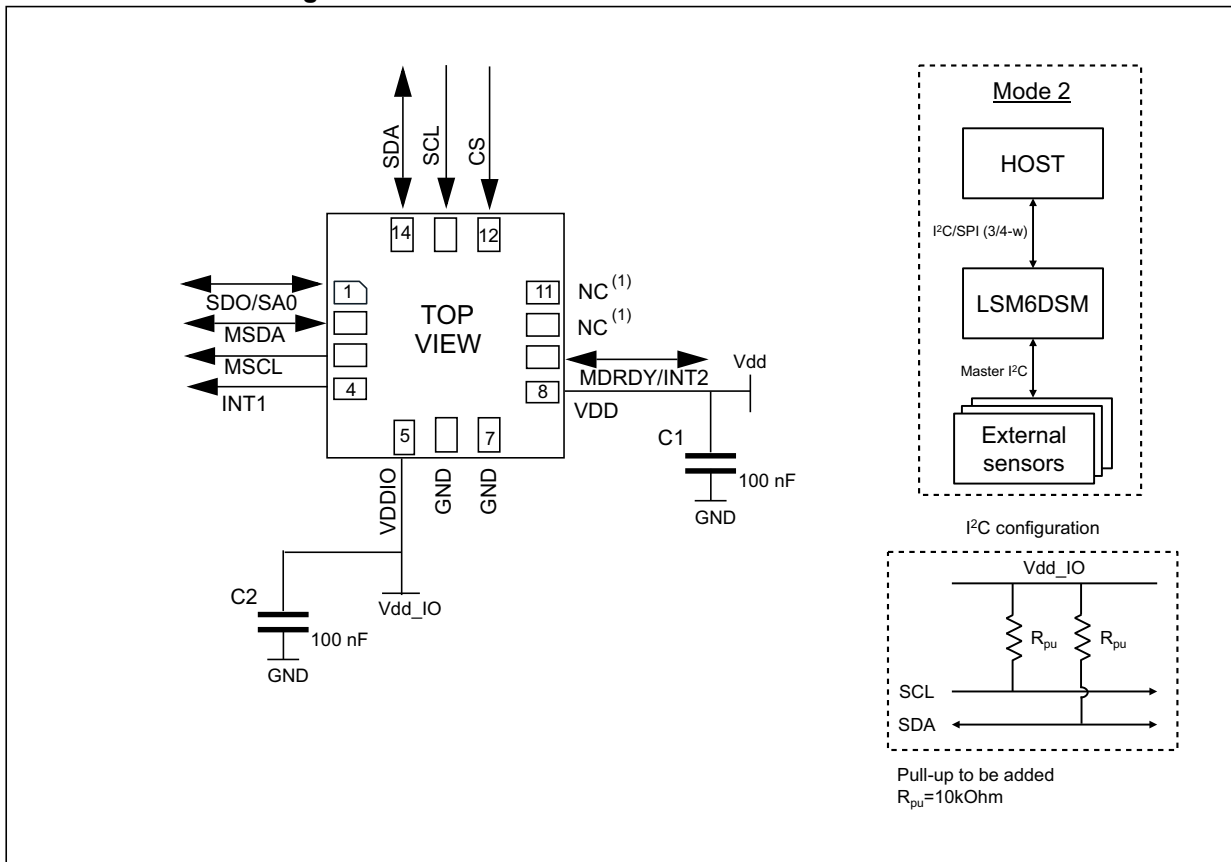 SDA
SCL
CS
14
12
1
SDO/SA0
MSDA
MSCL
4
INT1
TOP
VIEW
11
NC(1)
NC(1)
MDRDY/INT2
8
VDD
Vdd
C1
100 nF
GND
5
7
VDDIO
GND
GND
C2
100 nF
GND
Vdd_IO
Mode 2
HOST
I²C/SPI (3/4-w)
LSM6DSM
Master I²C
External
sensors
I²C configuration
Vdd_IO
Rpu
Rpu
SCL
SDA
Pull-up to be added
Rpu=10kOhm